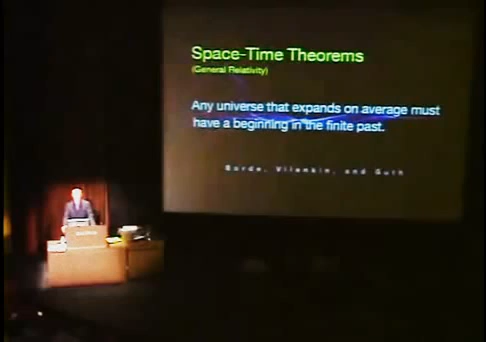 Space-Time Theorems
(General Relativity)
Any universe that expands on average must
have a beginning in the finite past.
Borde, Vilenkin, and Guth